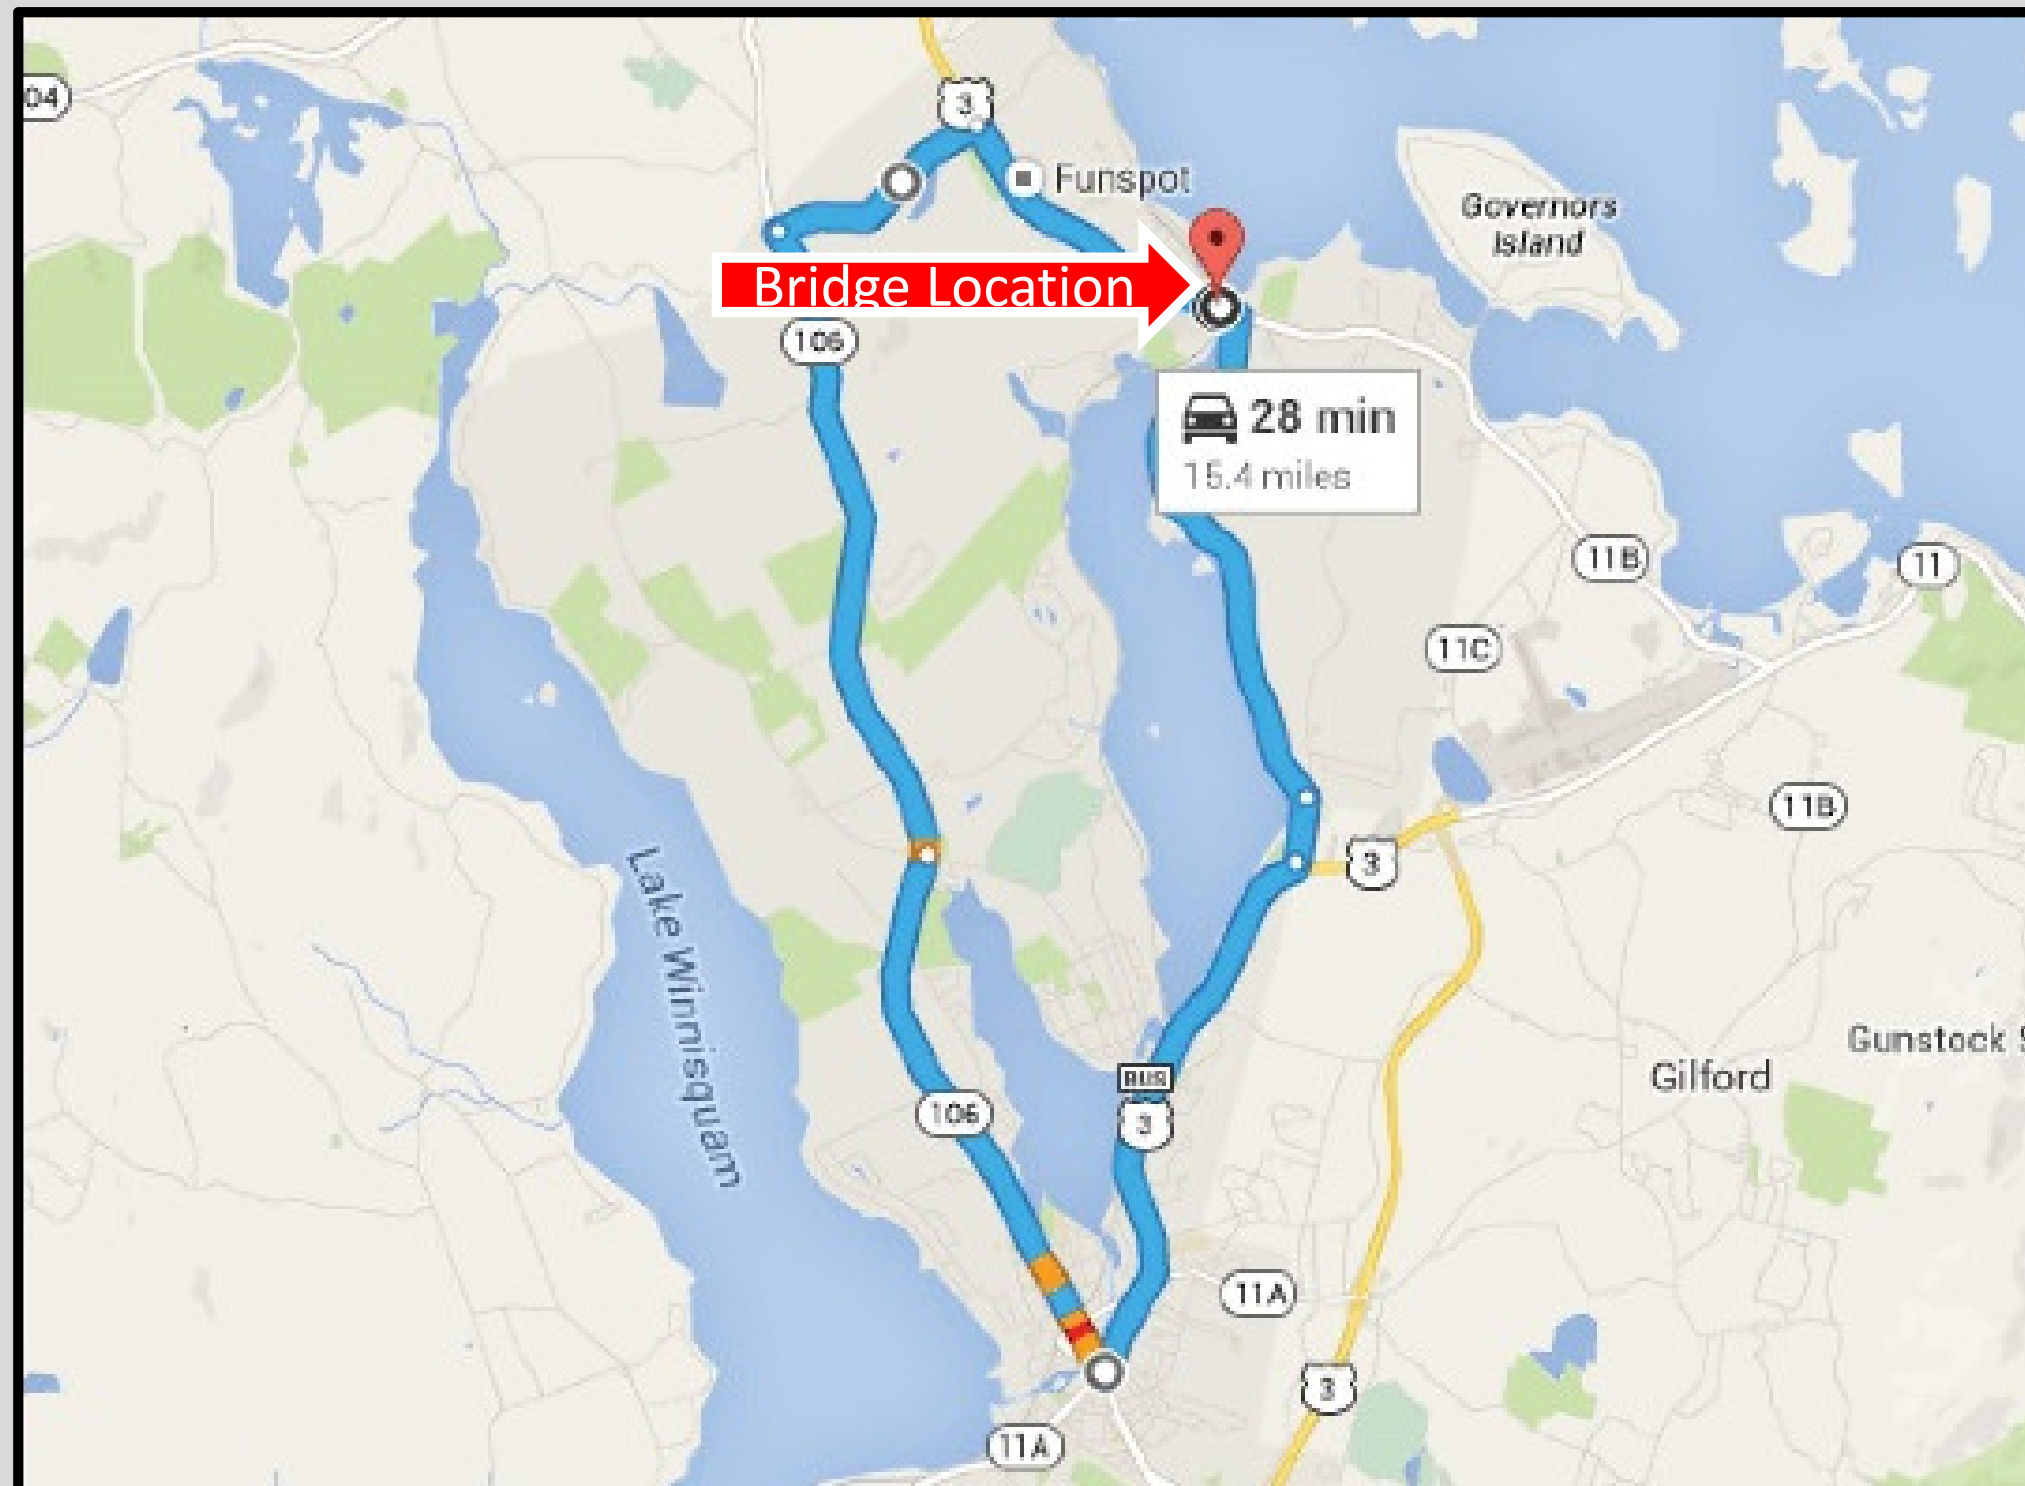 04
3
Funspot
Governors
Island
Bridge Location
106
28 min
15.4 miles
11B
11
11C
11B
3
Lake Winnisquam
Gunstock
Gilford
106
BUS
3
11A
3
11A